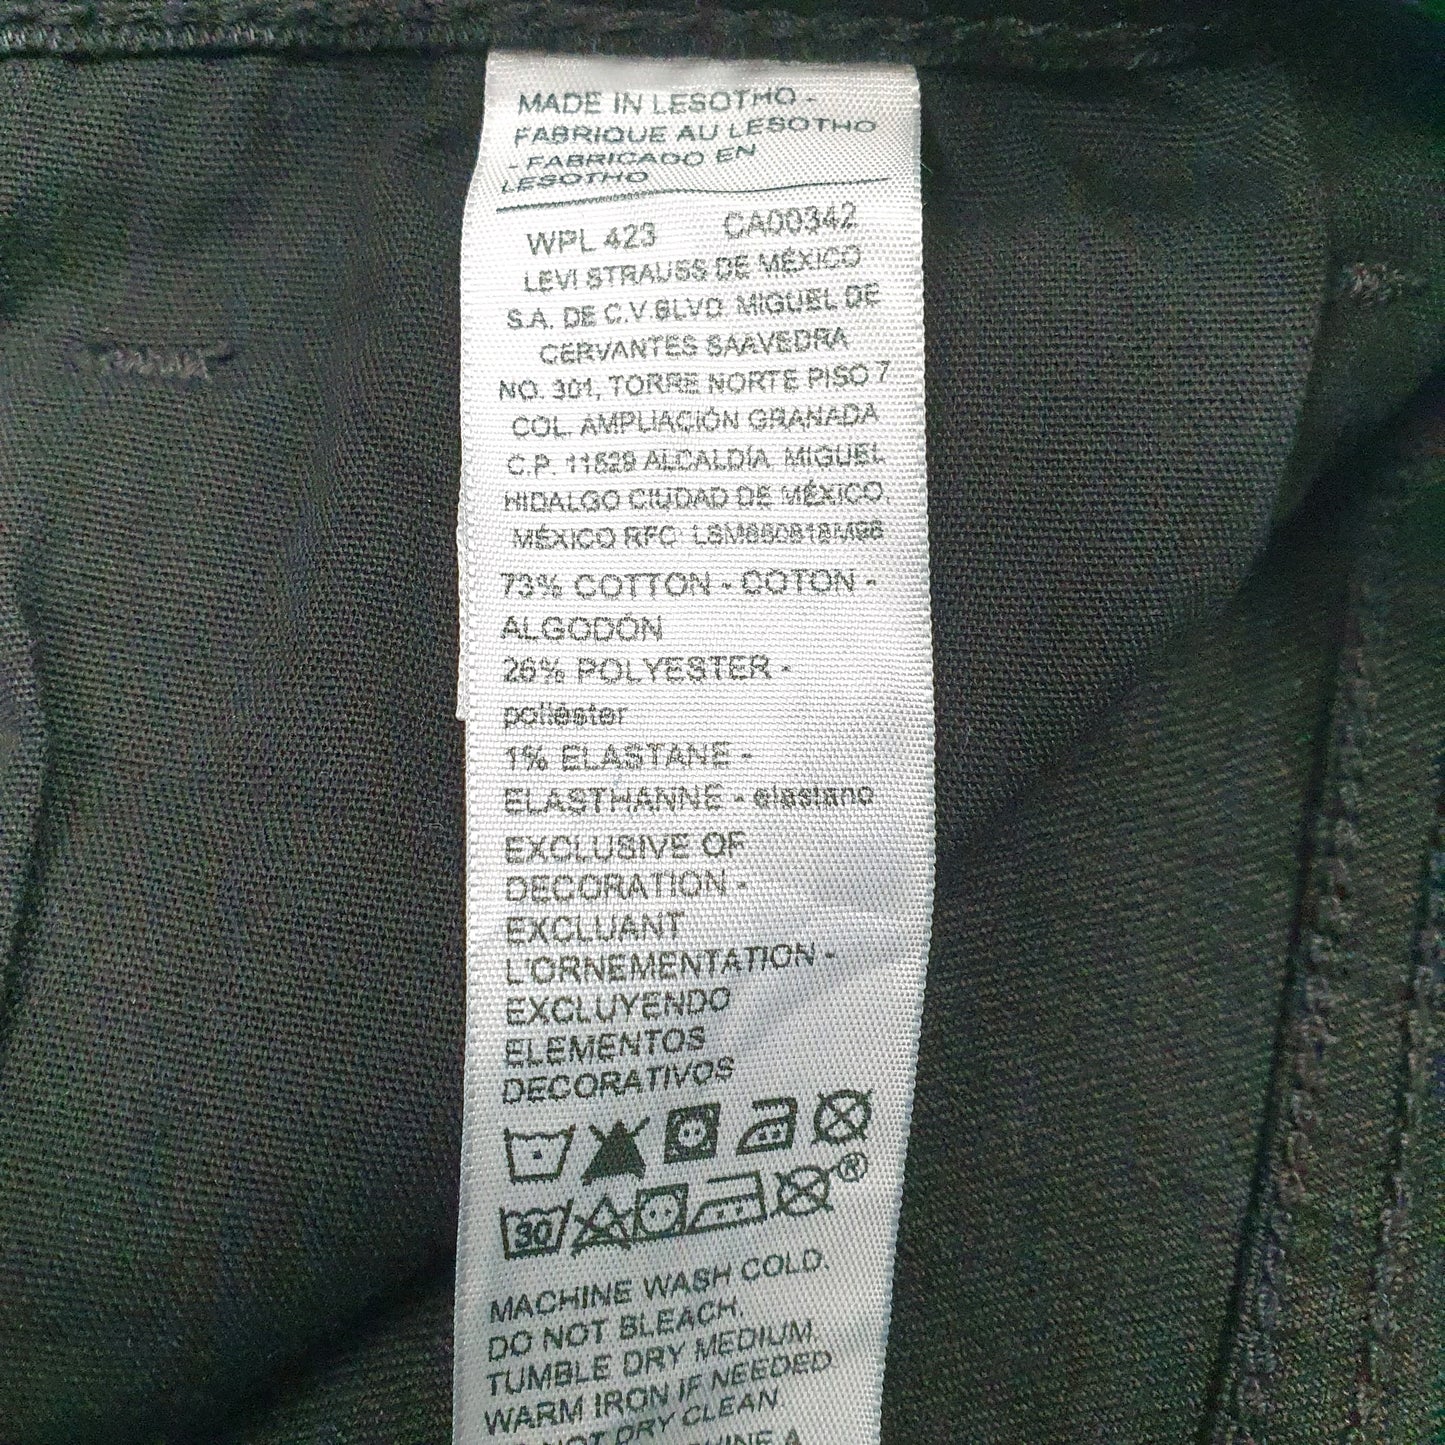 MADE IN LESOTHO -
FABRIQUE AU LESOTHO
- FABRICADO EN
LESOTHO
WPL 423 CA00342
LEVI STRAUSS DE MÉXICO
S.A. DE C.V.BLVD. MIGUEL DE
CERVANTES SAAVEDRA
NO. 301, TORRE NORTE PISO 7
COL. AMPLIACIÓN GRANADA
C.P. 11529 ALCALDÍA MIGUEL
HIDALGO CIUDAD DE MÉXICO,
MÉXICO RFC
73% COTTON - COTON -
ALGODÓN
26% POLYESTER -
poliéster
1% ELASTANE -
ELASTHANNE - elastano
EXCLUSIVE OF
DECORATION -
EXCLUANT
L'ORNEMENTATION -
EXCLUYENDO
ELEMENTOS
DECORATIVOS
30 ®
MACHINE WASH COLD.
DO NOT BLEACH.
TUMBLE DRY MEDIUM.
WARM IRON IF NEEDED
DRY CLEAN.